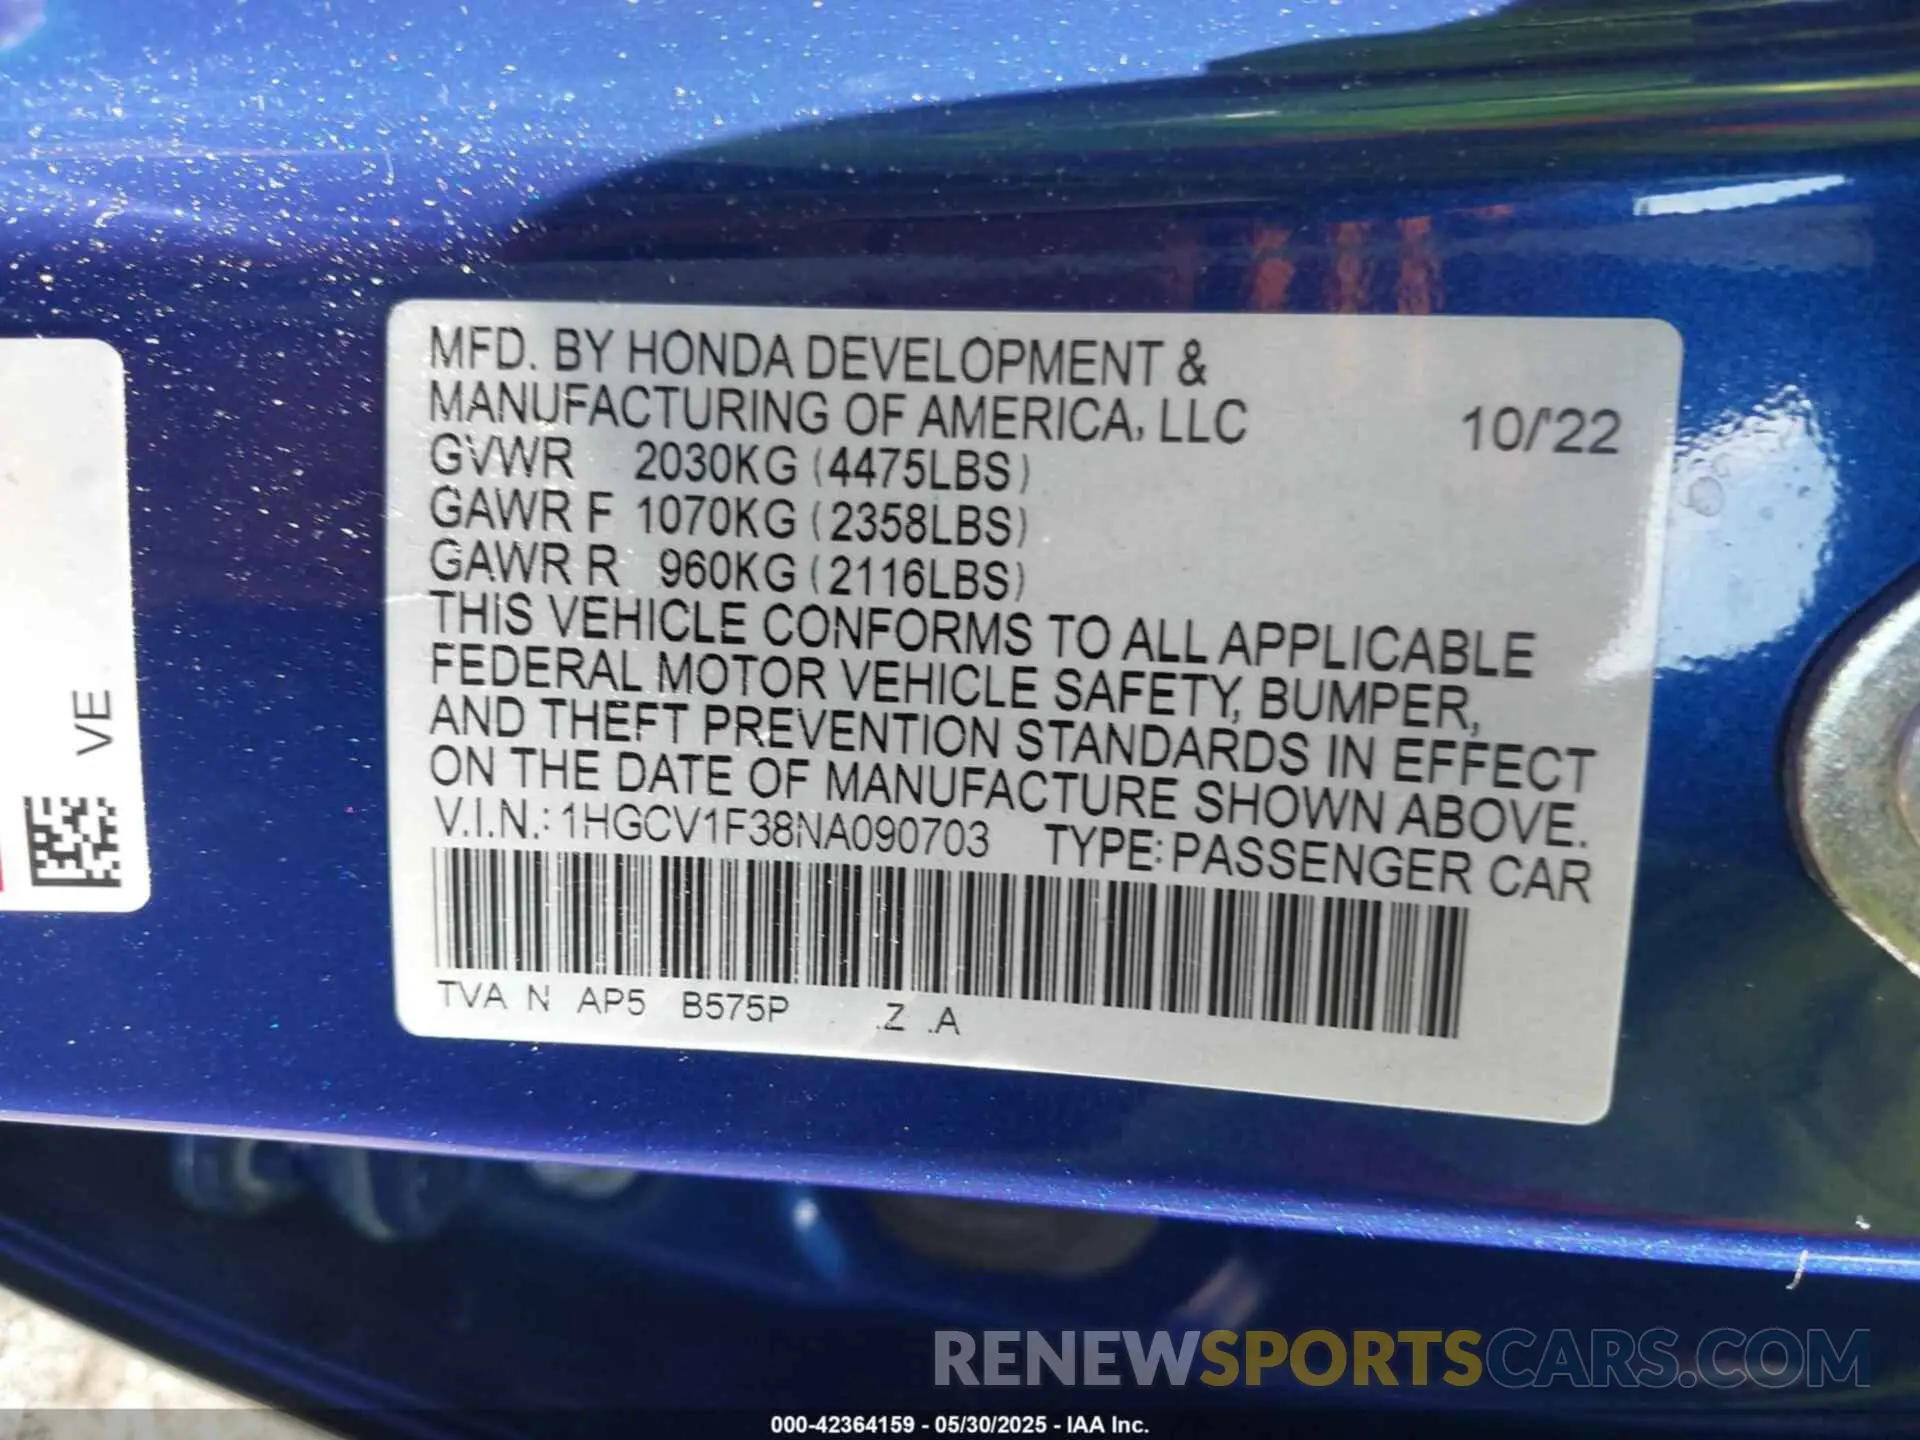 MFD. BY HONDA DEVELOPMENT &
MANUFACTURING OF AMERICA, LLC 10/'22
GVWR 2030KG (4475LBS)
GAWR F 1070KG (2358LBS)
GAWR R 960KG (2116LBS)
THIS VEHICLE CONFORMS TO ALL APPLICABLE
FEDERAL MOTOR VEHICLE SAFETY, BUMPER,
AND THEFT PREVENTION STANDARDS IN EFFECT
ON THE DATE OF MANUFACTURE SHOWN ABOVE.
V.I.N.: 1HGCV1F38NA090703 TYPE: PASSENGER CAR
TVA N AP5 B575P .Z .A
VE
RENEWSPORTSCARS.COM
000-42364159 - 05/30/2025 - IAA Inc.